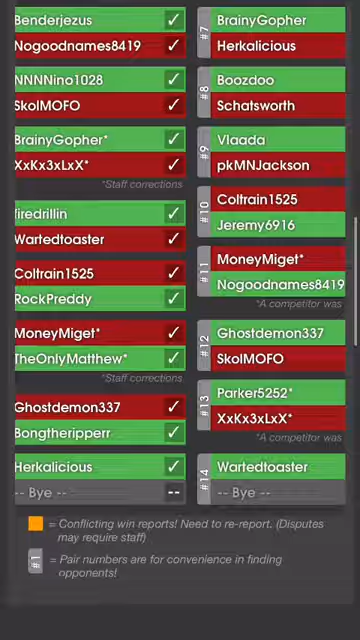 Benderjezus ✓
Nogoodnames8419 ✓
NNNNino1028 ✓
SkolMOFO ✓
BrainyGopher* ✓
XxKx3xLxX* ✓
*Staff corrections
firedrillin ✓
Wartedtoaster ✓
Coltrain1525 ✓
RockPreddy ✓
MoneyMiget* ✓
TheOnlyMatthew* ✓
*Staff corrections
Ghostdemon337 ✓
Bongtheripperr ✓
Herkalicious ✓
-- Bye -- --
#7
BrainyGopher
Herkalicious
#8
Boozdoo
Schatsworth
#9
Vlaada
pkMNJackson
#10
Coltrain1525
Jeremy6916
#11
MoneyMiget*
Nogoodnames8419
*A competitor was
#12
Ghostdemon337
SkolMOFO
#13
Parker5252*
XxKx3xLxX*
*A competitor was
#14
Wartedtoaster
-- Bye --
= Conflicting win reports! Need to re-report. (Disputes
may require staff)
#1 = Pair numbers are for convenience in finding
opponents!